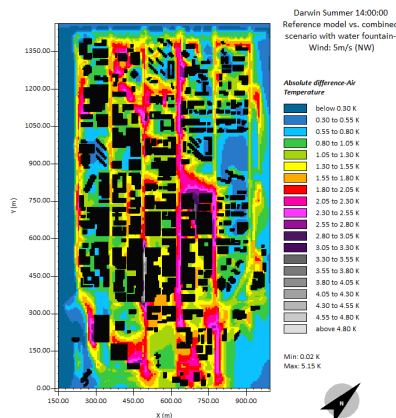 Darwin Summer 14:00:00
Reference model vs. combined
scenario with water fountain-
Wind: 5m/s (NW)
Absolute difference-Air
Temperature
below 0.30 K
0.30 to 0.55 K
0.55 to 0.80 K
0.80 to 1.05 K
1.05 to 1.30 K
1.30 to 1.55 K
1.55 to 1.80 K
1.80 to 2.05 K
2.05 to 2.30 K
2.30 to 2.55 K
2.55 to 2.80 K
2.80 to 3.05 K
3.05 to 3.30 K
3.30 to 3.55 K
3.55 to 3.80 K
3.80 to 4.05 K
4.05 to 4.30 K
4.30 to 4.55 K
4.55 to 4.80 K
above 4.80 K
Min: 0.02 K
Max: 5.15 K
N
Y (m)
1350.00
1200.00
1050.00
900.00
750.00
600.00
450.00
300.00
150.00
0.00
150.00 300.00 450.00 600.00 750.00 900.00
X (m)